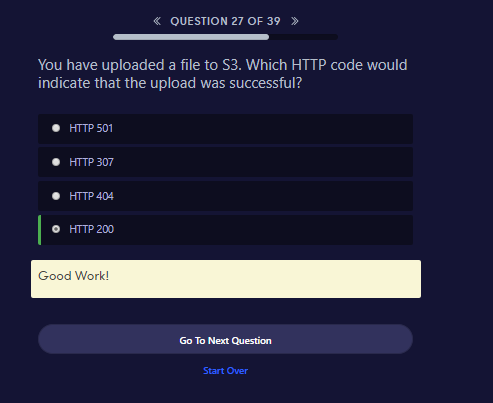 QUESTION 27 OF 39
You have uploaded a file to S3. Which HTTP code would
indicate that the upload was successful?
HTTP 501
HTTP 307
HTTP 404
HTTP 200
Good Work!
Go To Next Question
Start Over